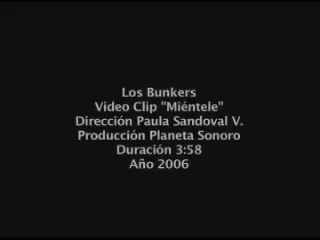 Los Bunkers
Video Clip "Miéntele"
Dirección Paula Sandoval V.
Producción Planeta Sonoro
Duración 3:58
Año 2006